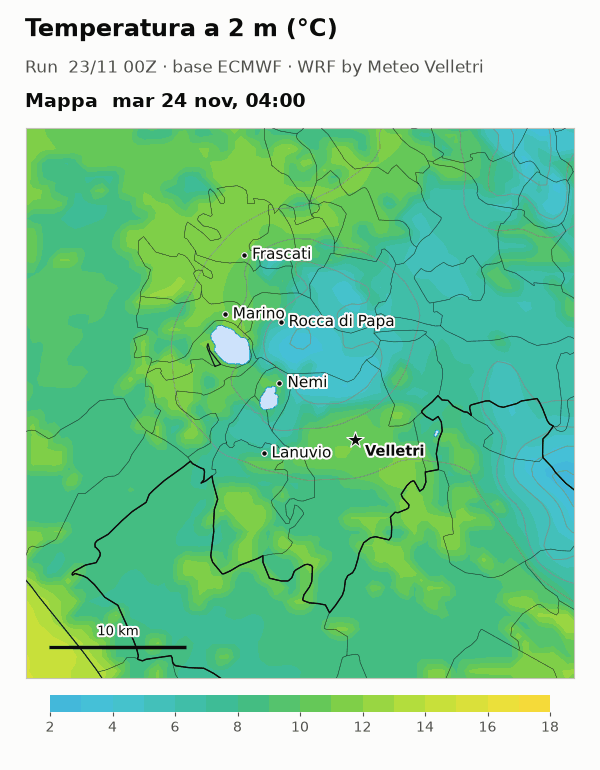 Temperatura a 2 m (°C)
Run  23/11 00Z · base ECMWF · WRF by Meteo Velletri
Mappa  mar 24 nov, 04:00
Frascati
Marino
Rocca di Papa
Nemi
Velletri
Lanuvio
10 km
2 4 6 8 10 12 14 16 18